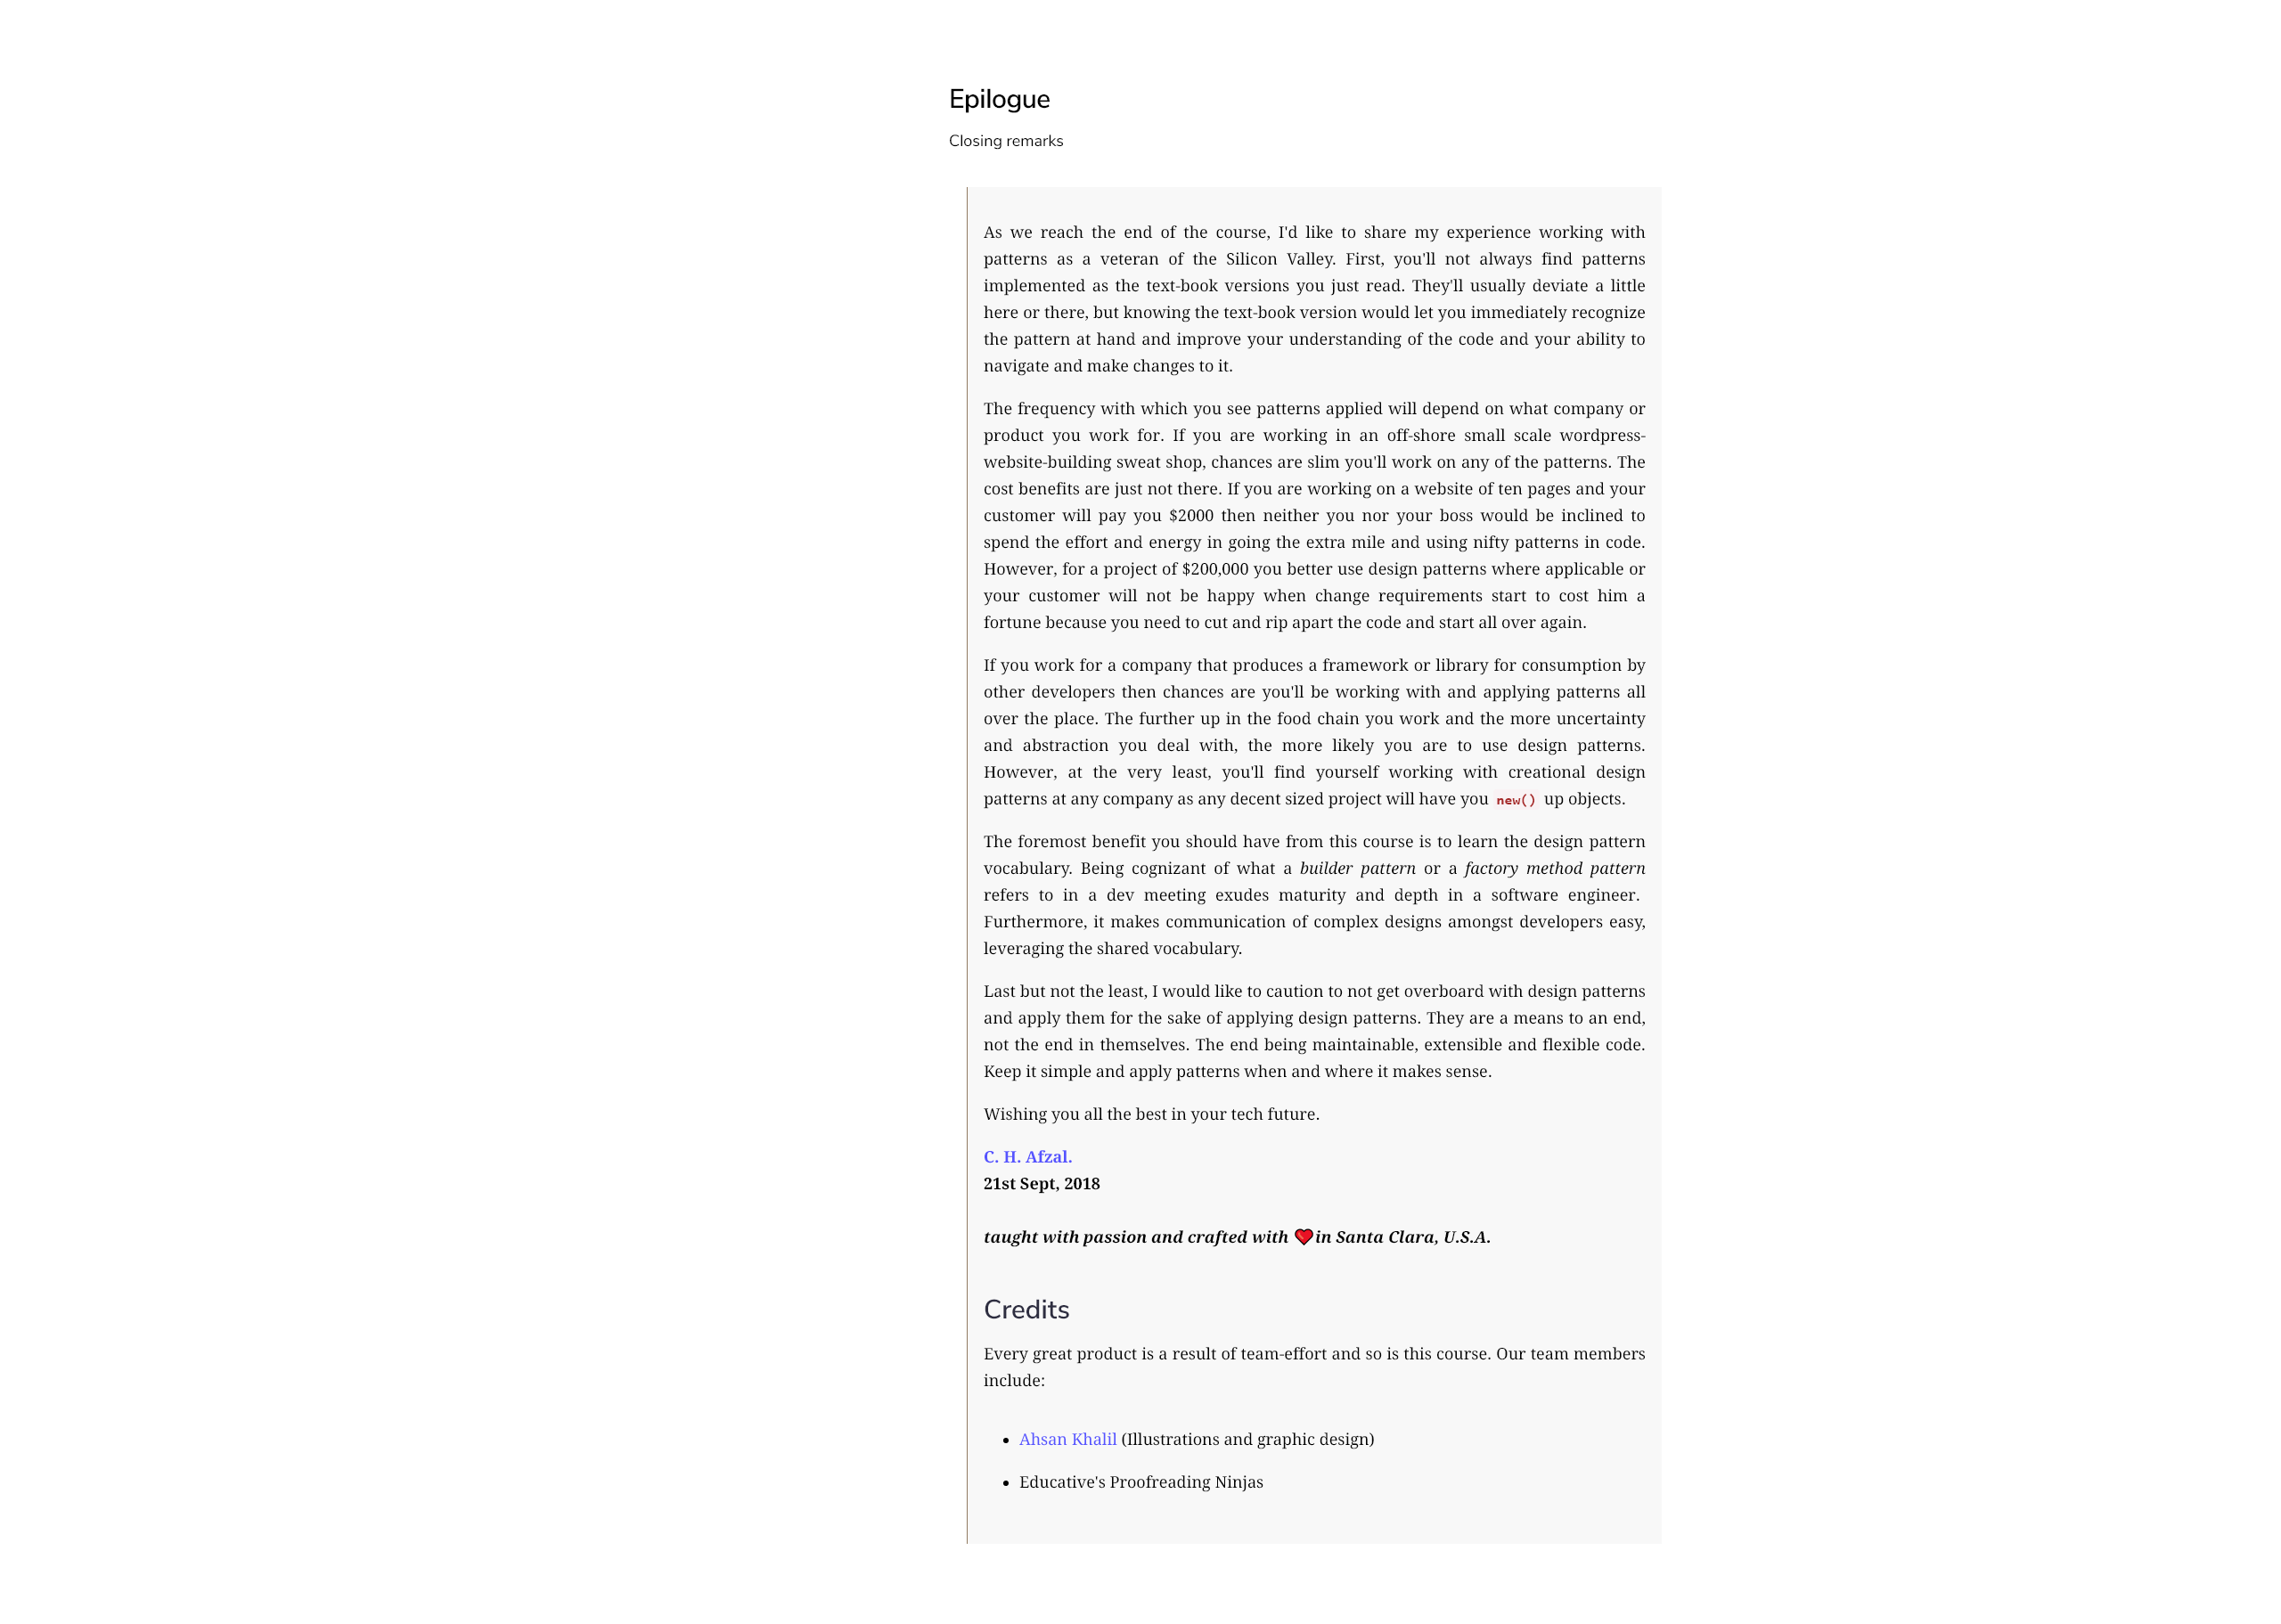 Epilogue
Closing remarks
As we reach the end of the course, I'd like to share my experience working with
patterns as a veteran of the Silicon Valley. First, you'll not always find patterns
implemented as the text-book versions you just read. They'll usually deviate a little
here or there, but knowing the text-book version would let you immediately recognize
the pattern at hand and improve your understanding of the code and your ability to
navigate and make changes to it.
The frequency with which you see patterns applied will depend on what company or
product you work for. If you are working in an off-shore small scale wordpress-
website-building sweat shop, chances are slim you'll work on any of the patterns. The
cost benefits are just not there. If you are working on a website of ten pages and your
customer will pay you $2000 then neither you nor your boss would be inclined to
spend the effort and energy in going the extra mile and using nifty patterns in code.
However, for a project of $200,000 you better use design patterns where applicable or
your customer will not be happy when change requirements start to cost him a
fortune because you need to cut and rip apart the code and start all over again.
If you work for a company that produces a framework or library for consumption by
other developers then chances are you'll be working with and applying patterns all
over the place. The further up in the food chain you work and the more uncertainty
and abstraction you deal with, the more likely you are to use design patterns.
However, at the very least, you'll find yourself working with creational design
patterns at any company as any decent sized project will have you new() up objects.
The foremost benefit you should have from this course is to learn the design pattern
vocabulary. Being cognizant of what a builder pattern or a factory method pattern
refers to in a dev meeting exudes maturity and depth in a software engineer.
Furthermore, it makes communication of complex designs amongst developers easy,
leveraging the shared vocabulary.
Last but not the least, I would like to caution to not get overboard with design patterns
and apply them for the sake of applying design patterns. They are a means to an end,
not the end in themselves. The end being maintainable, extensible and flexible code.
Keep it simple and apply patterns when and where it makes sense.
Wishing you all the best in your tech future.
C. H. Afzal.
21st Sept, 2018
taught with passion and crafted with ❤ in Santa Clara, U.S.A.
Credits
Every great product is a result of team-effort and so is this course. Our team members
include:
• Ahsan Khalil (Illustrations and graphic design)
• Educative's Proofreading Ninjas